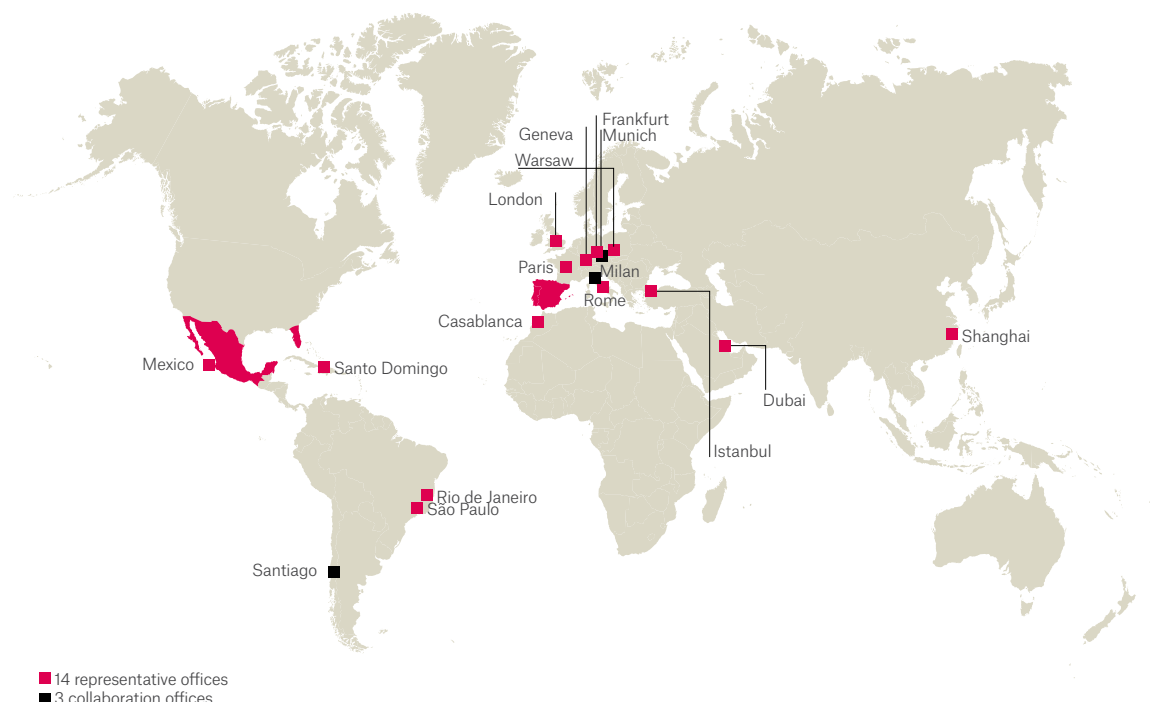 Frankfurt
Geneva
Munich
Warsaw
London
Paris
Milan
Rome
Casablanca
Shanghai
Mexico
Santo Domingo
Dubai
Istanbul
Rio de Janeiro
São Paulo
Santiago
14 representative offices
3 collaboration offices